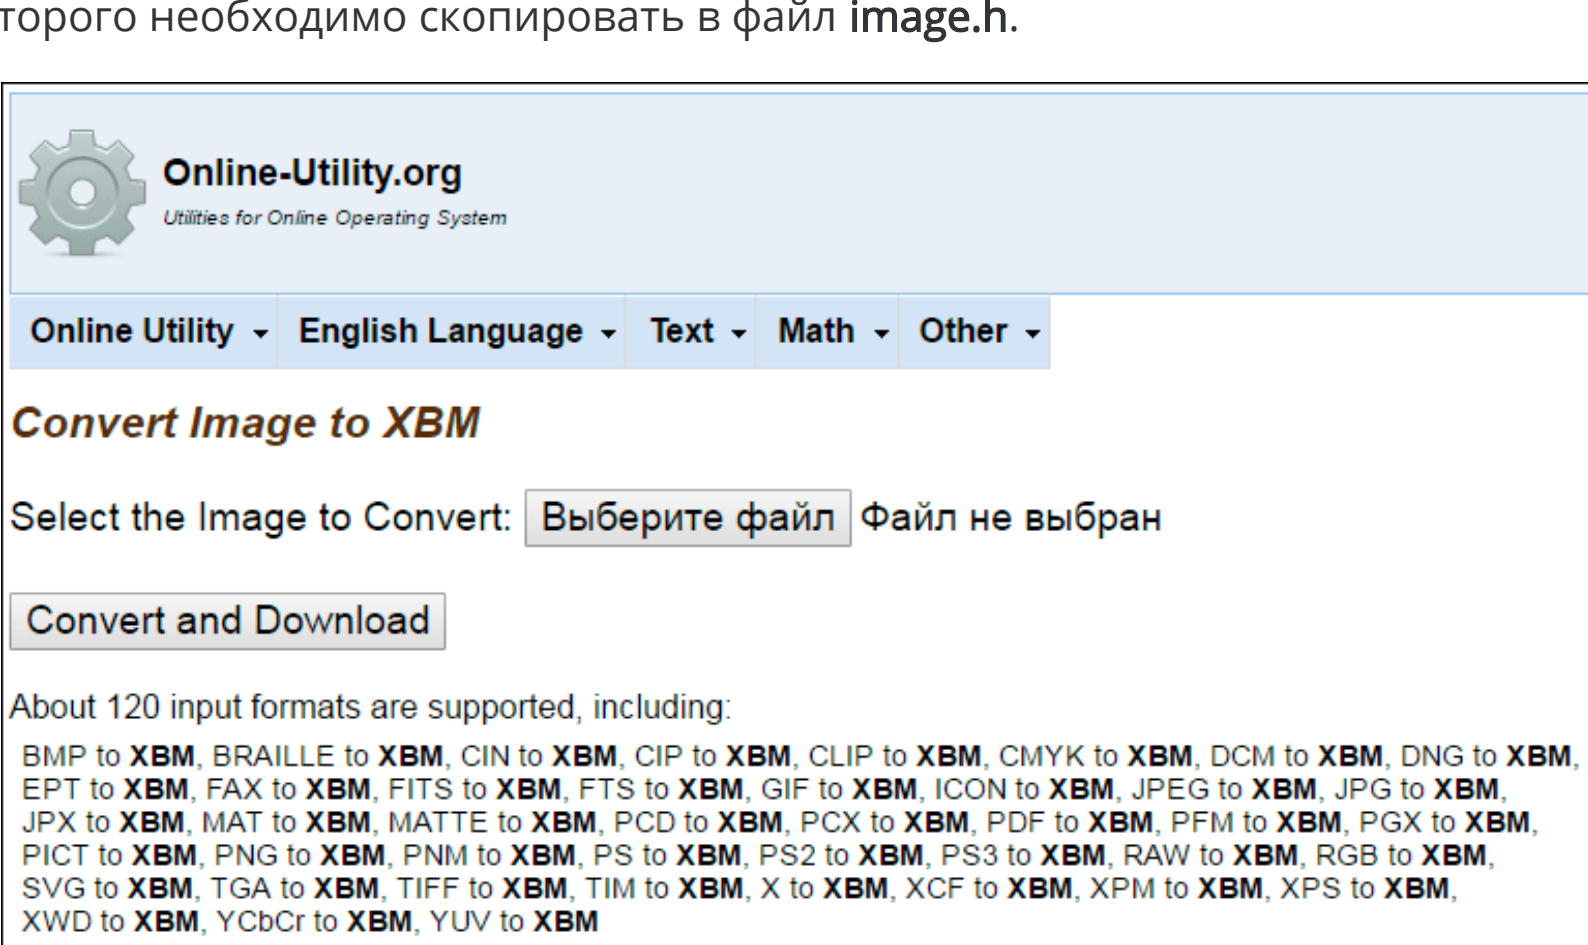 торого необходимо скопировать в файл image.h.
Online-Utility.org
Utilities for Online Operating System
Online Utility English Language Text Math Other
Convert Image to XBM
Select the Image to Convert: Выберите файл Файл не выбран
Convert and Download
About 120 input formats are supported, including:
BMP to XBM, BRAILLE to XBM, CIN to XBM, CIP to XBM, CLIP to XBM, CMYK to XBM, DCM to XBM, DNG to XBM,
EPT to XBM, FAX to XBM, FITS to XBM, FTS to XBM, GIF to XBM, ICON to XBM, JPEG to XBM, JPG to XBM,
JPX to XBM, MAT to XBM, MATTE to XBM, PCD to XBM, PCX to XBM, PDF to XBM, PFM to XBM, PGX to XBM,
PICT to XBM, PNG to XBM, PNM to XBM, PS to XBM, PS2 to XBM, PS3 to XBM, RAW to XBM, RGB to XBM,
SVG to XBM, TGA to XBM, TIFF to XBM, TIM to XBM, X to XBM, XCF to XBM, XPM to XBM, XPS to XBM,
XWD to XBM, YCbCr to XBM, YUV to XBM